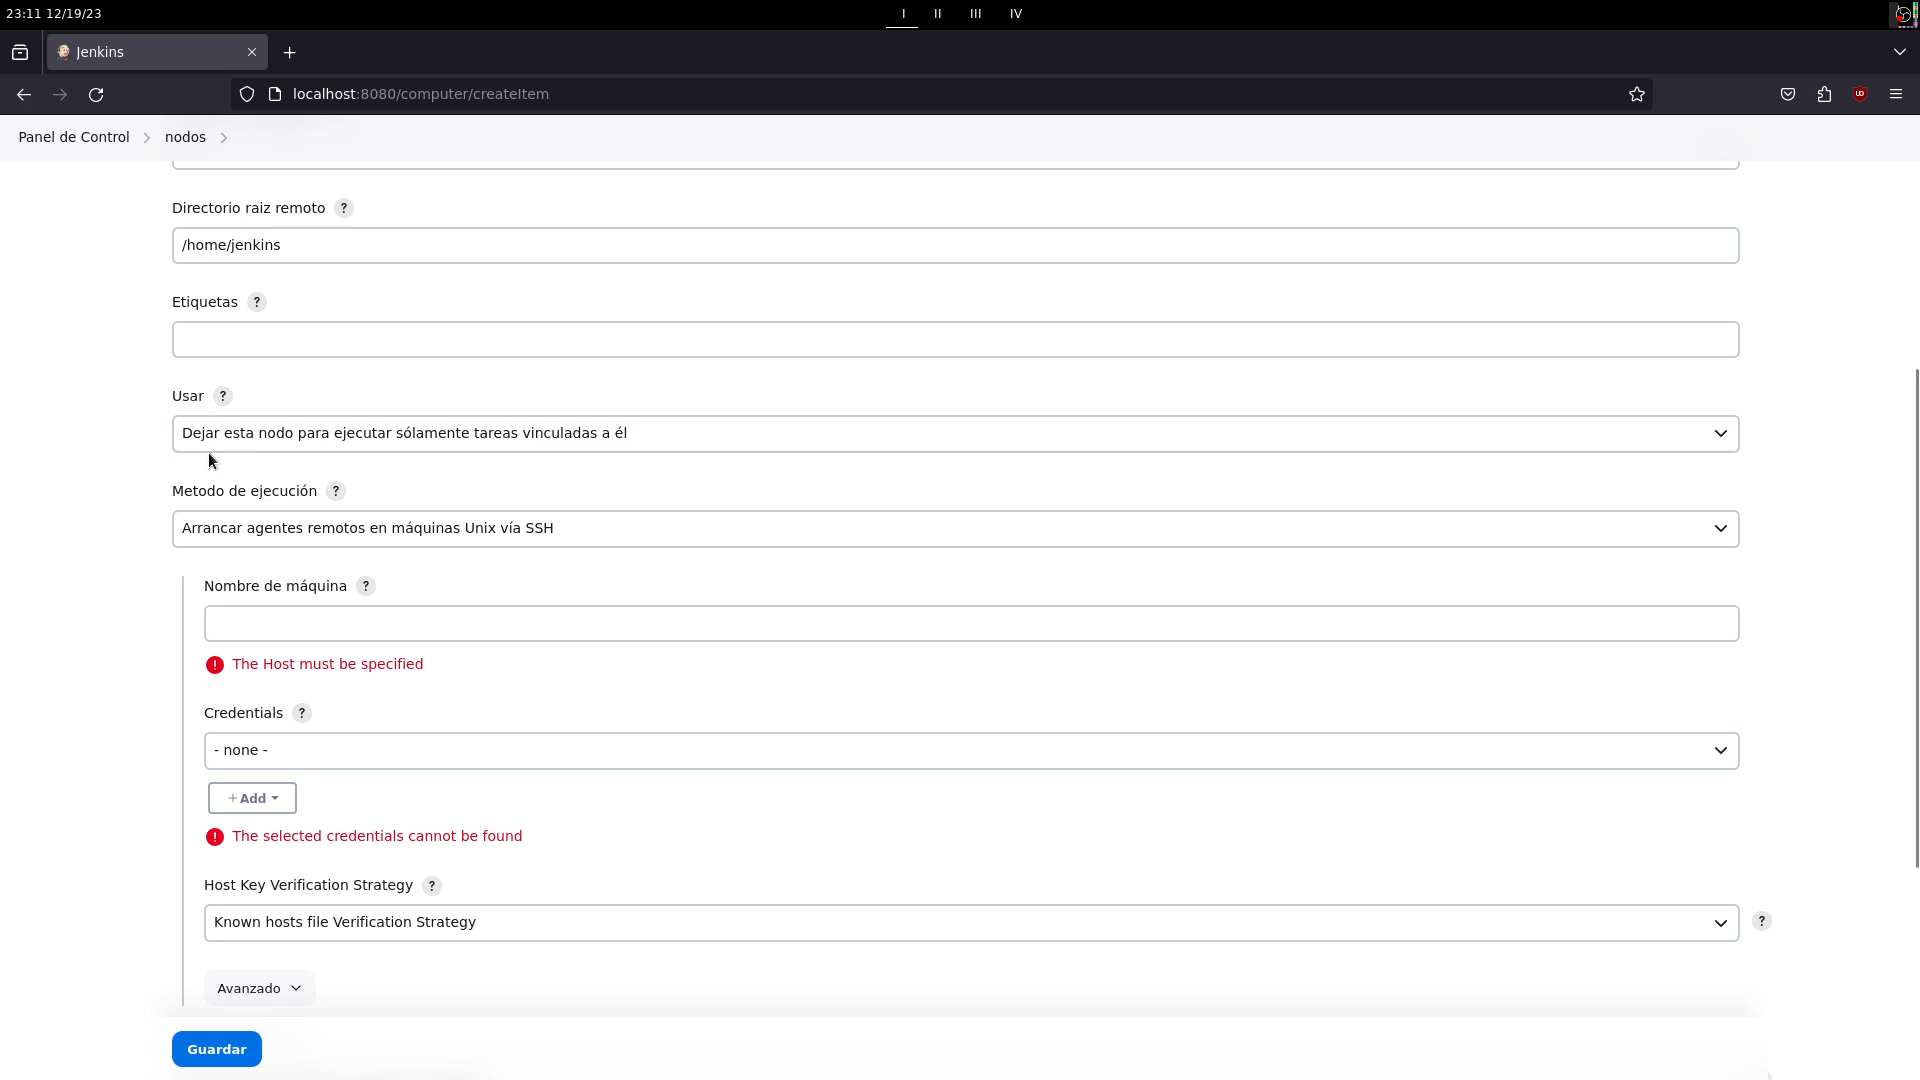 23:11 12/19/23
I II III IV
Jenkins
localhost:8080/computer/createItem
Panel de Control nodos
Directorio raiz remoto ?
/home/jenkins
Etiquetas ?
Usar ?
Dejar esta nodo para ejecutar sólamente tareas vinculadas a él
Metodo de ejecución ?
Arrancar agentes remotos en máquinas Unix vía SSH
Nombre de máquina ?
! The Host must be specified
Credentials ?
- none -
+ Add
! The selected credentials cannot be found
Host Key Verification Strategy ?
Known hosts file Verification Strategy ?
Avanzado
Guardar